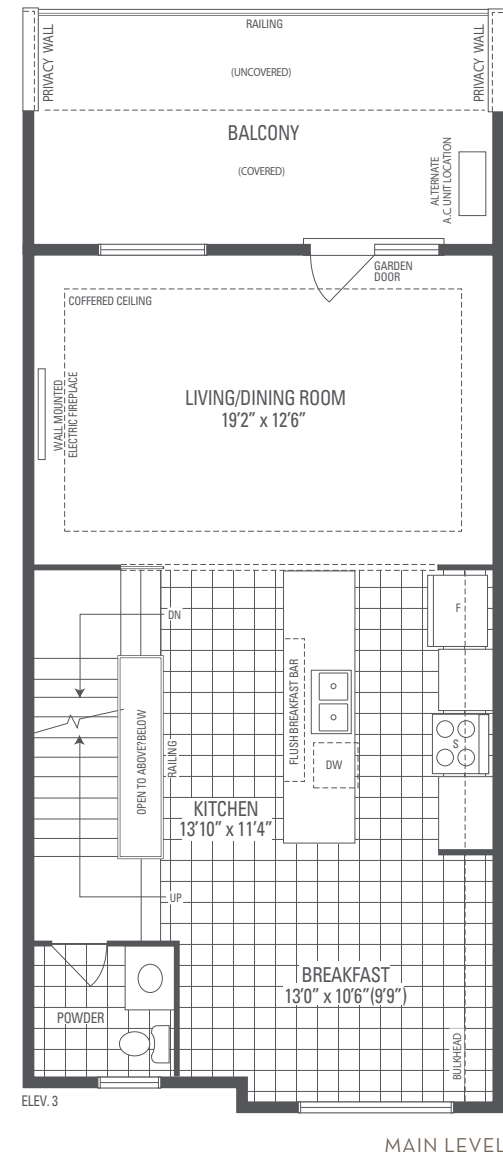 RAILING
PRIVACY WALL
PRIVACY WALL
(UNCOVERED)
BALCONY
(COVERED)
ALTERNATE
A.C. UNIT LOCATION
GARDEN
DOOR
COFFERED CEILING
WALL MOUNTED
ELECTRIC FIREPLACE
LIVING/DINING ROOM
19'2" x 12'6"
DN
F
OPEN TO ABOVE?BELOW
RAILING
FLUSH BREAKFAST BAR
DW
S
KITCHEN
13'10" x 11'4"
UP
BREAKFAST
13'0" x 10'6"(9'9")
POWDER
BULKHEAD
ELEV. 3
MAIN LEVEL